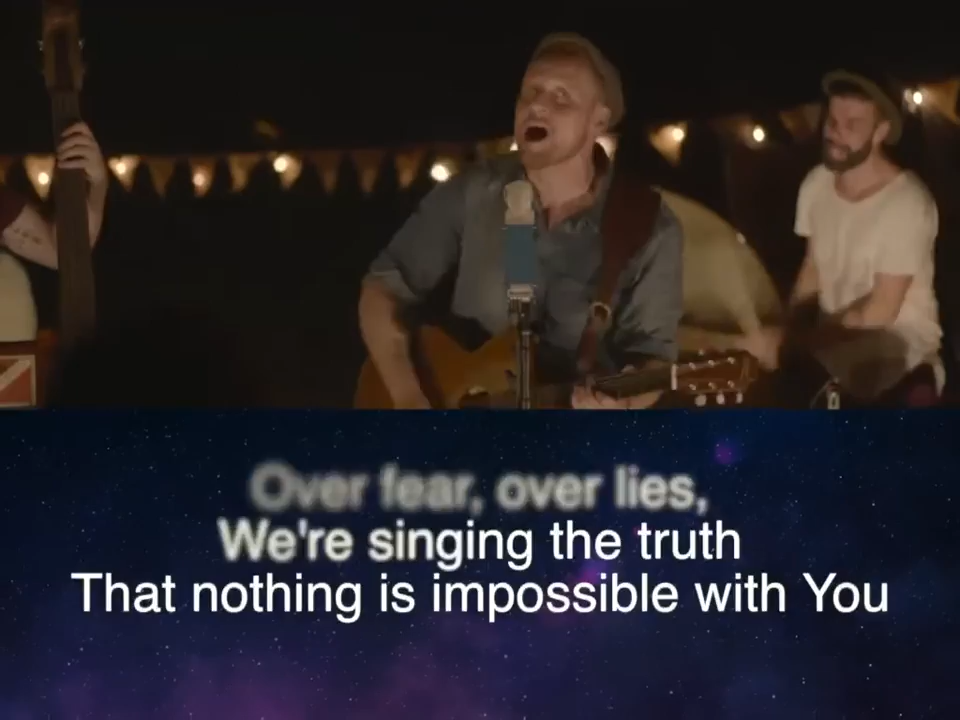 Over fear, over lies,
We're singing the truth
That nothing is impossible with You